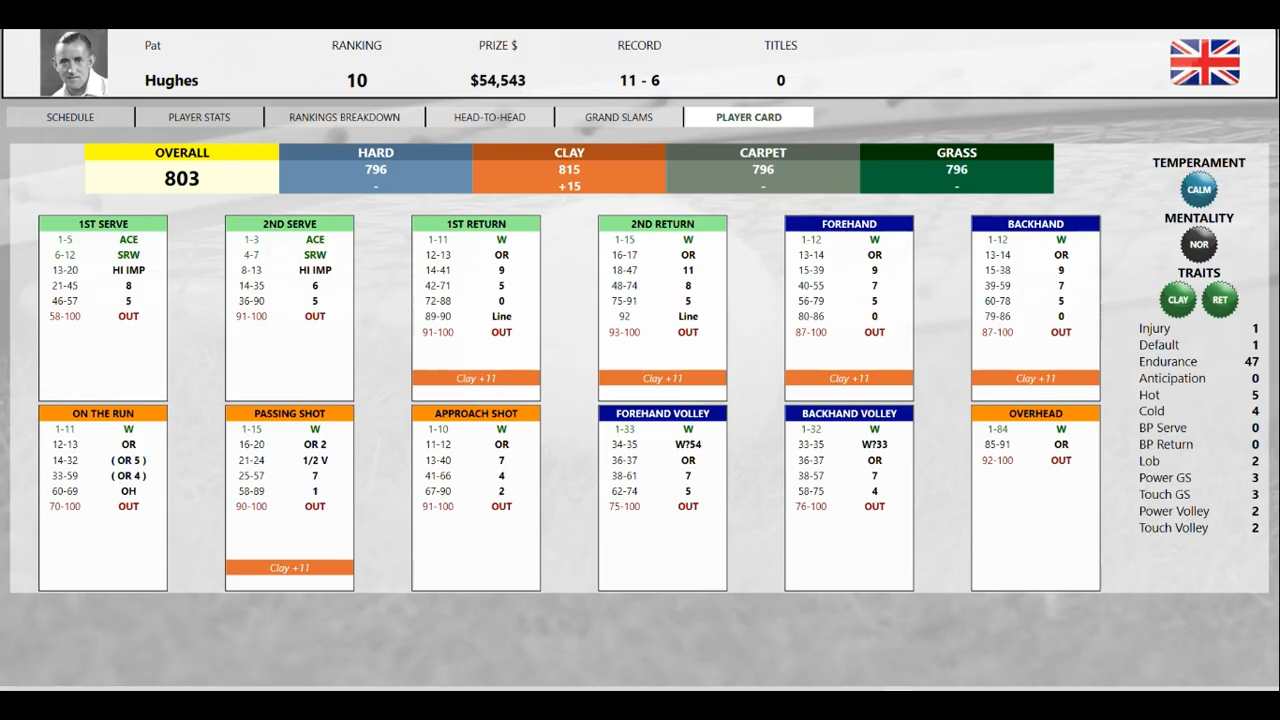 Pat RANKING PRIZE $ RECORD TITLES
Hughes 10 $54,543 11 - 6 0
SCHEDULE PLAYER STATS RANKINGS BREAKDOWN HEAD-TO-HEAD GRAND SLAMS PLAYER CARD
OVERALL HARD CLAY CARPET GRASS
803 796 815 796 796
- +15 - -
1ST SERVE
1-5 ACE
6-12 SRW
13-20 HI IMP
21-45 8
46-57 5
58-100 OUT
2ND SERVE
1-3 ACE
4-7 SRW
8-13 HI IMP
14-35 6
36-90 5
91-100 OUT
1ST RETURN
1-11 W
12-13 OR
14-41 9
42-71 5
72-88 0
89-90 Line
91-100 OUT
Clay +11
2ND RETURN
1-15 W
16-17 OR
18-47 11
48-74 8
75-91 5
92 Line
93-100 OUT
Clay +11
FOREHAND
1-12 W
13-14 OR
15-39 9
40-55 7
56-79 5
80-86 0
87-100 OUT
Clay +11
BACKHAND
1-12 W
13-14 OR
15-38 9
39-59 7
60-78 5
79-86 0
87-100 OUT
Clay +11
ON THE RUN
1-11 W
12-13 OR
14-32 ( OR 5 )
33-59 ( OR 4 )
60-69 OH
70-100 OUT
PASSING SHOT
1-15 W
16-20 OR 2
21-24 1/2 V
25-57 7
58-89 1
90-100 OUT
Clay +11
APPROACH SHOT
1-10 W
11-12 OR
13-40 7
41-66 4
67-90 2
91-100 OUT
FOREHAND VOLLEY
1-33 W
34-35 W?54
36-37 OR
38-61 7
62-74 5
75-100 OUT
BACKHAND VOLLEY
1-32 W
33-35 W?33
36-37 OR
38-57 7
58-75 4
76-100 OUT
OVERHEAD
1-84 W
85-91 OR
92-100 OUT
TEMPERAMENT
CALM
MENTALITY
NOR
TRAITS
CLAY RET
Injury 1
Default 1
Endurance 47
Anticipation 0
Hot 5
Cold 4
BP Serve 0
BP Return 0
Lob 2
Power GS 3
Touch GS 3
Power Volley 2
Touch Volley 2